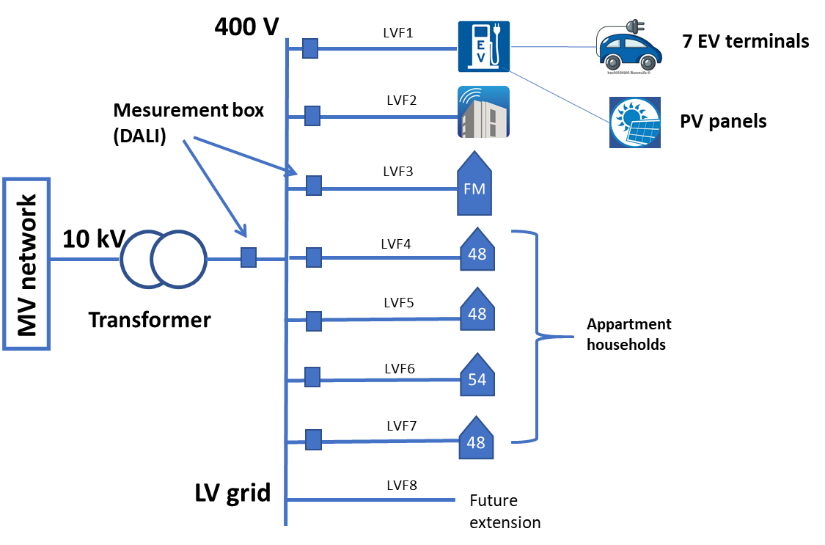 400 V
LVF1
EV
7 EV terminals
LVF2
Mesurement box
(DALI)
PV panels
LVF3
FM
MV network
10 kV
LVF4
48
Transformer
LVF5
48
Appartment
households
LVF6
54
LVF7
48
LV grid
LVF8
Future
extension